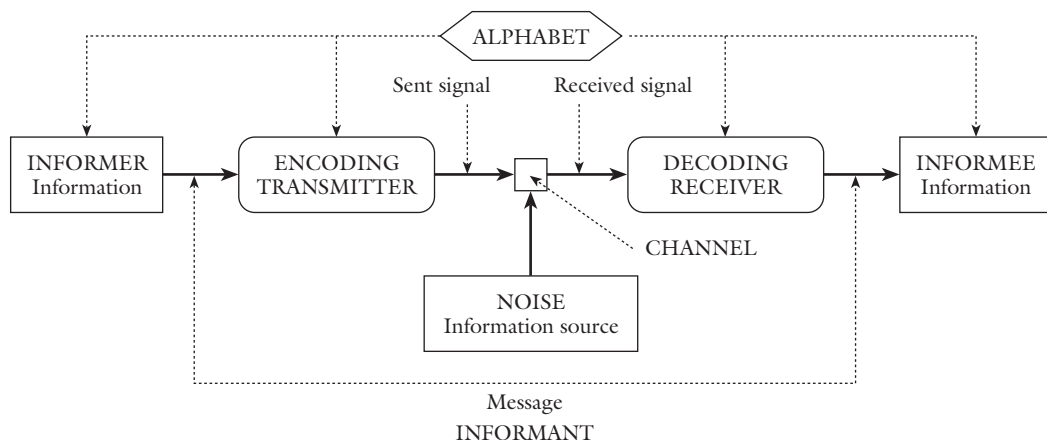 ALPHABET
Sent signal
Received signal
INFORMER
Information
ENCODING
TRANSMITTER
DECODING
RECEIVER
INFORMEE
Information
CHANNEL
NOISE
Information source
Message
INFORMANT